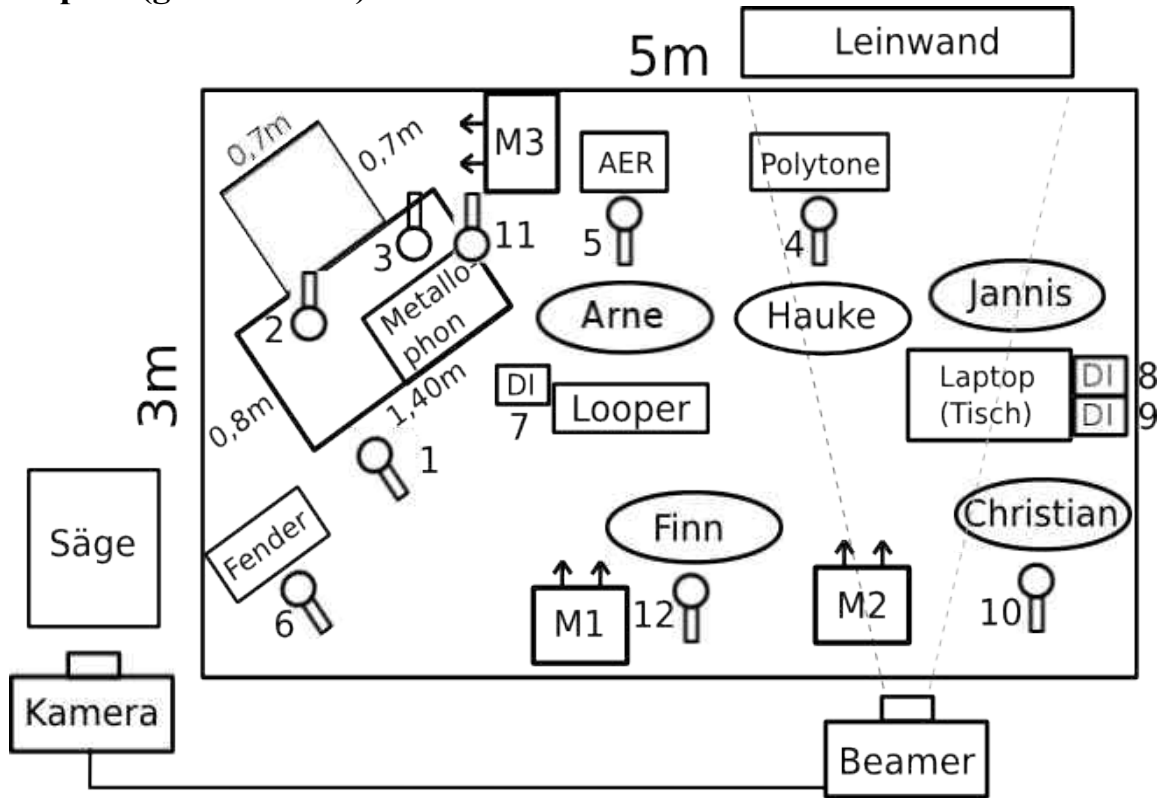 Leinwand
5m
0,7m
0,7m
M3
AER
Polytone
3
11
5
4
Metallo-
phon
2
Arne
Hauke
Jannis
3m
0,8m
1,40m
DI
7
Looper
Laptop
(Tisch)
DI
8
DI
9
1
Säge
Fender
6
Finn
Christian
M1
12
M2
10
Kamera
Beamer